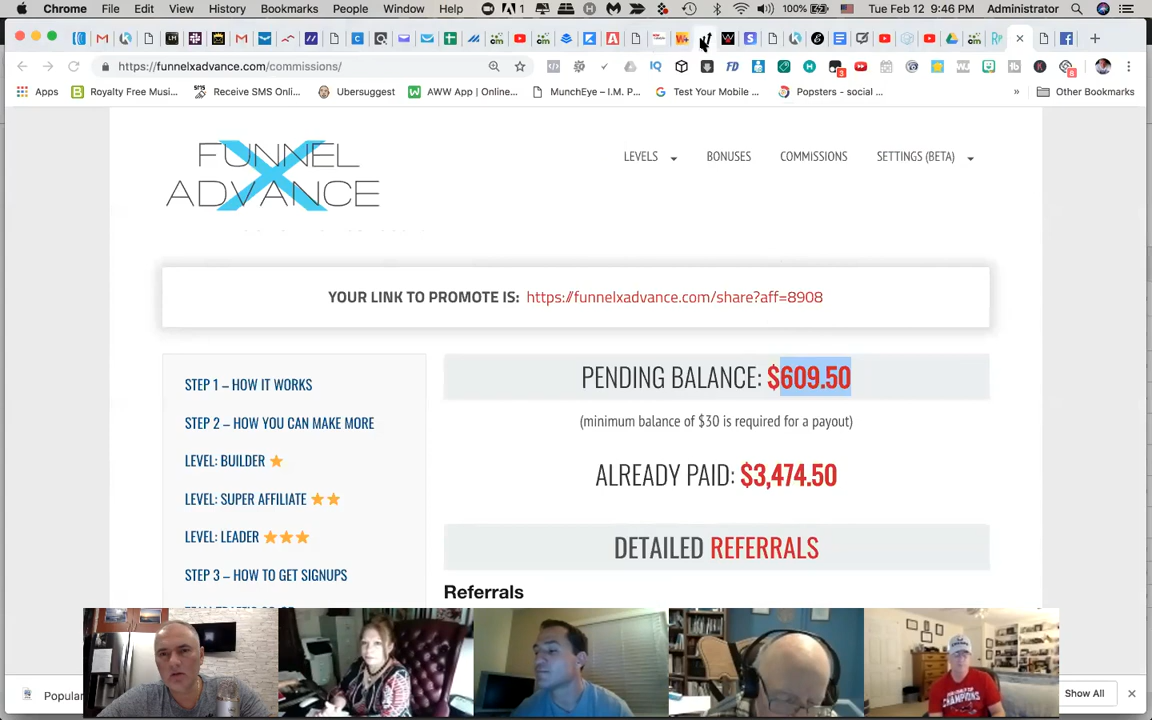 Chrome File Edit View History Bookmarks People Window Help 1 100% Tue Feb 12 9:46 PM Administrator
https://funnelxadvance.com/commissions/
Apps Royalty Free Musi... Receive SMS Onli... Ubersuggest AWW App | Online... MunchEye – I.M. P... Test Your Mobile ... Popsters - social ... » Other Bookmarks
FUNNEL
ADVANCE
LEVELS BONUSES COMMISSIONS SETTINGS (BETA)
YOUR LINK TO PROMOTE IS: https://funnelxadvance.com/share?aff=8908
STEP 1 – HOW IT WORKS
STEP 2 – HOW YOU CAN MAKE MORE
LEVEL: BUILDER
LEVEL: SUPER AFFILIATE
LEVEL: LEADER
STEP 3 – HOW TO GET SIGNUPS
PENDING BALANCE: $609.50
(minimum balance of $30 is required for a payout)
ALREADY PAID: $3,474.50
DETAILED REFERRALS
Referrals
Popular
Show All
CHAMPIONS